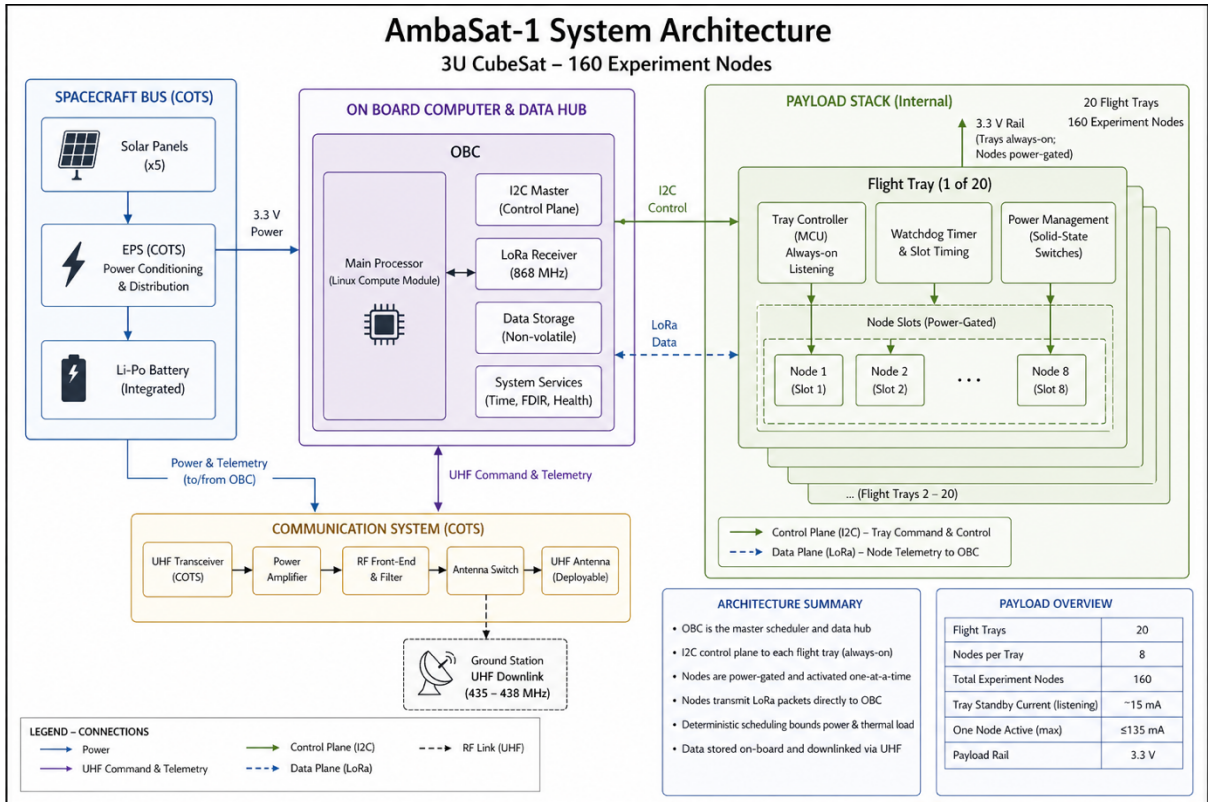 AmbaSat-1 System Architecture
3U CubeSat – 160 Experiment Nodes
SPACECRAFT BUS (COTS)
Solar Panels
(x5)
EPS (COTS)
Power Conditioning
& Distribution
Li-Po Battery
(Integrated)
3.3 V
Power
ON BOARD COMPUTER & DATA HUB
OBC
Main Processor
(Linux Compute Module)
I2C Master
(Control Plane)
LoRa Receiver
(868 MHz)
Data Storage
(Non-volatile)
System Services
(Time, FDIR, Health)
I2C
Control
LoRa
Data
PAYLOAD STACK (Internal)
20 Flight Trays
160 Experiment Nodes
3.3 V Rail
(Trays always-on;
Nodes power-gated)
Flight Tray (1 of 20)
Tray Controller
(MCU)
Always-on
Listening
Watchdog Timer
& Slot Timing
Power Management
(Solid-State
Switches)
Node Slots (Power-Gated)
Node 1
(Slot 1)
Node 2
(Slot 2)
...
Node 8
(Slot 8)
... (Flight Trays 2 – 20)
Control Plane (I2C) – Tray Command & Control
Data Plane (LoRa) – Node Telemetry to OBC
Power & Telemetry
(to/from OBC)
UHF Command & Telemetry
COMMUNICATION SYSTEM (COTS)
UHF Transceiver
(COTS)
Power
Amplifier
RF Front-End
& Filter
Antenna Switch
UHF Antenna
(Deployable)
Ground Station
UHF Downlink
(435 – 438 MHz)
LEGEND – CONNECTIONS
Power
Control Plane (I2C)
RF Link (UHF)
UHF Command & Telemetry
Data Plane (LoRa)
ARCHITECTURE SUMMARY
• OBC is the master scheduler and data hub
• I2C control plane to each flight tray (always-on)
• Nodes are power-gated and activated one-at-a-time
• Nodes transmit LoRa packets directly to OBC
• Deterministic scheduling bounds power & thermal load
• Data stored on-board and downlinked via UHF
PAYLOAD OVERVIEW
Flight Trays 20
Nodes per Tray 8
Total Experiment Nodes 160
Tray Standby Current (listening) ~15 mA
One Node Active (max) ≤135 mA
Payload Rail 3.3 V